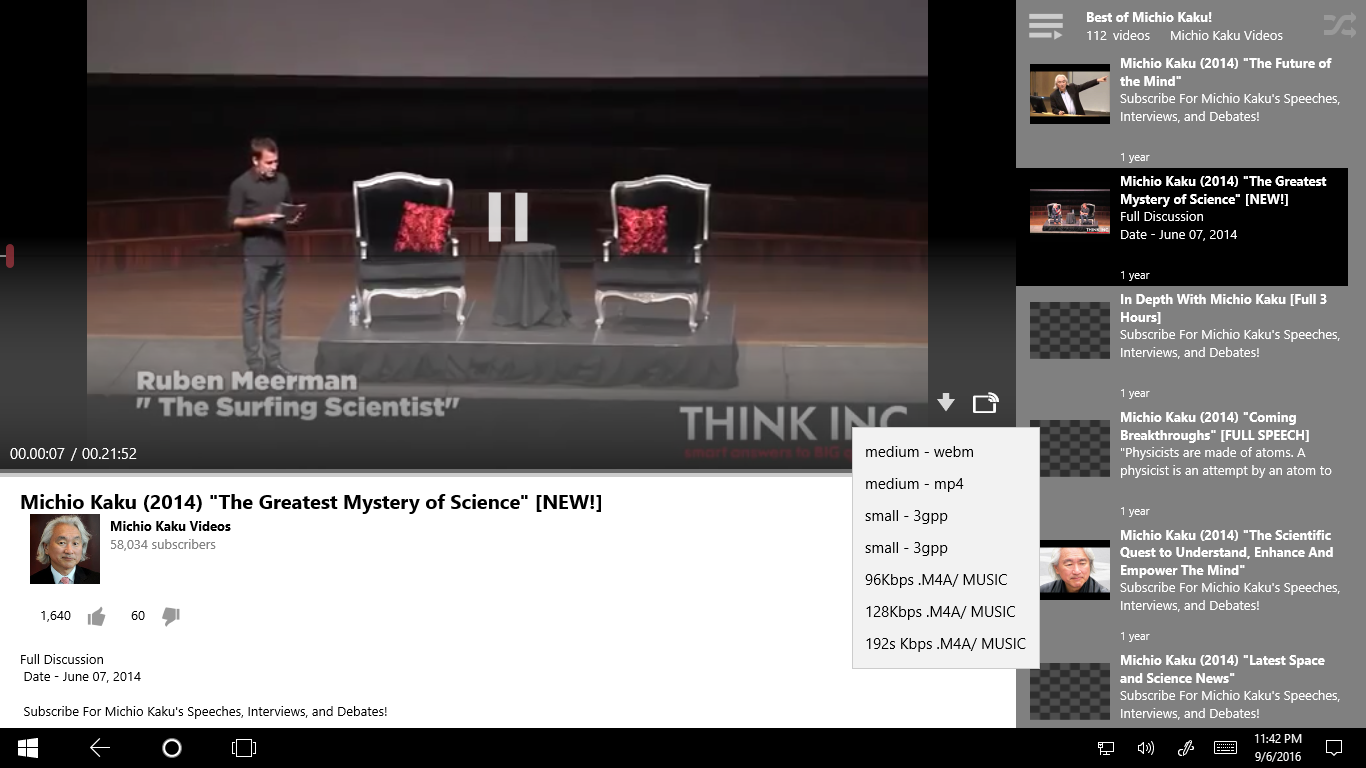 Ruben Meerman
" The Surfing Scientist"
THINK INC
smart answers to BIG
00.00:07 / 00.21:52
medium - webm
medium - mp4
small - 3gpp
small - 3gpp
96Kbps .M4A/ MUSIC
128Kbps .M4A/ MUSIC
192s Kbps .M4A/ MUSIC
Michio Kaku (2014) "The Greatest Mystery of Science" [NEW!]
Michio Kaku Videos
58,034 subscribers
1,640 60
Full Discussion
Date - June 07, 2014
Subscribe For Michio Kaku's Speeches, Interviews, and Debates!
Best of Michio Kaku!
112 videos Michio Kaku Videos
Michio Kaku (2014) "The Future of
the Mind"
Subscribe For Michio Kaku's Speeches,
Interviews, and Debates!
1 year
THINK INC
Michio Kaku (2014) "The Greatest
Mystery of Science" [NEW!]
Full Discussion
Date - June 07, 2014
1 year
In Depth With Michio Kaku [Full 3
Hours]
Subscribe For Michio Kaku's Speeches,
Interviews, and Debates!
1 year
Michio Kaku (2014) "Coming
Breakthroughs" [FULL SPEECH]
"Physicists are made of atoms. A
physicist is an attempt by an atom to
1 year
Michio Kaku (2014) "The Scientific
Quest to Understand, Enhance And
Empower The Mind"
Subscribe For Michio Kaku's Speeches,
Interviews, and Debates!
1 year
Michio Kaku (2014) "Latest Space
and Science News"
Subscribe For Michio Kaku's Speeches,
Interviews, and Debates!
11:42 PM
9/6/2016